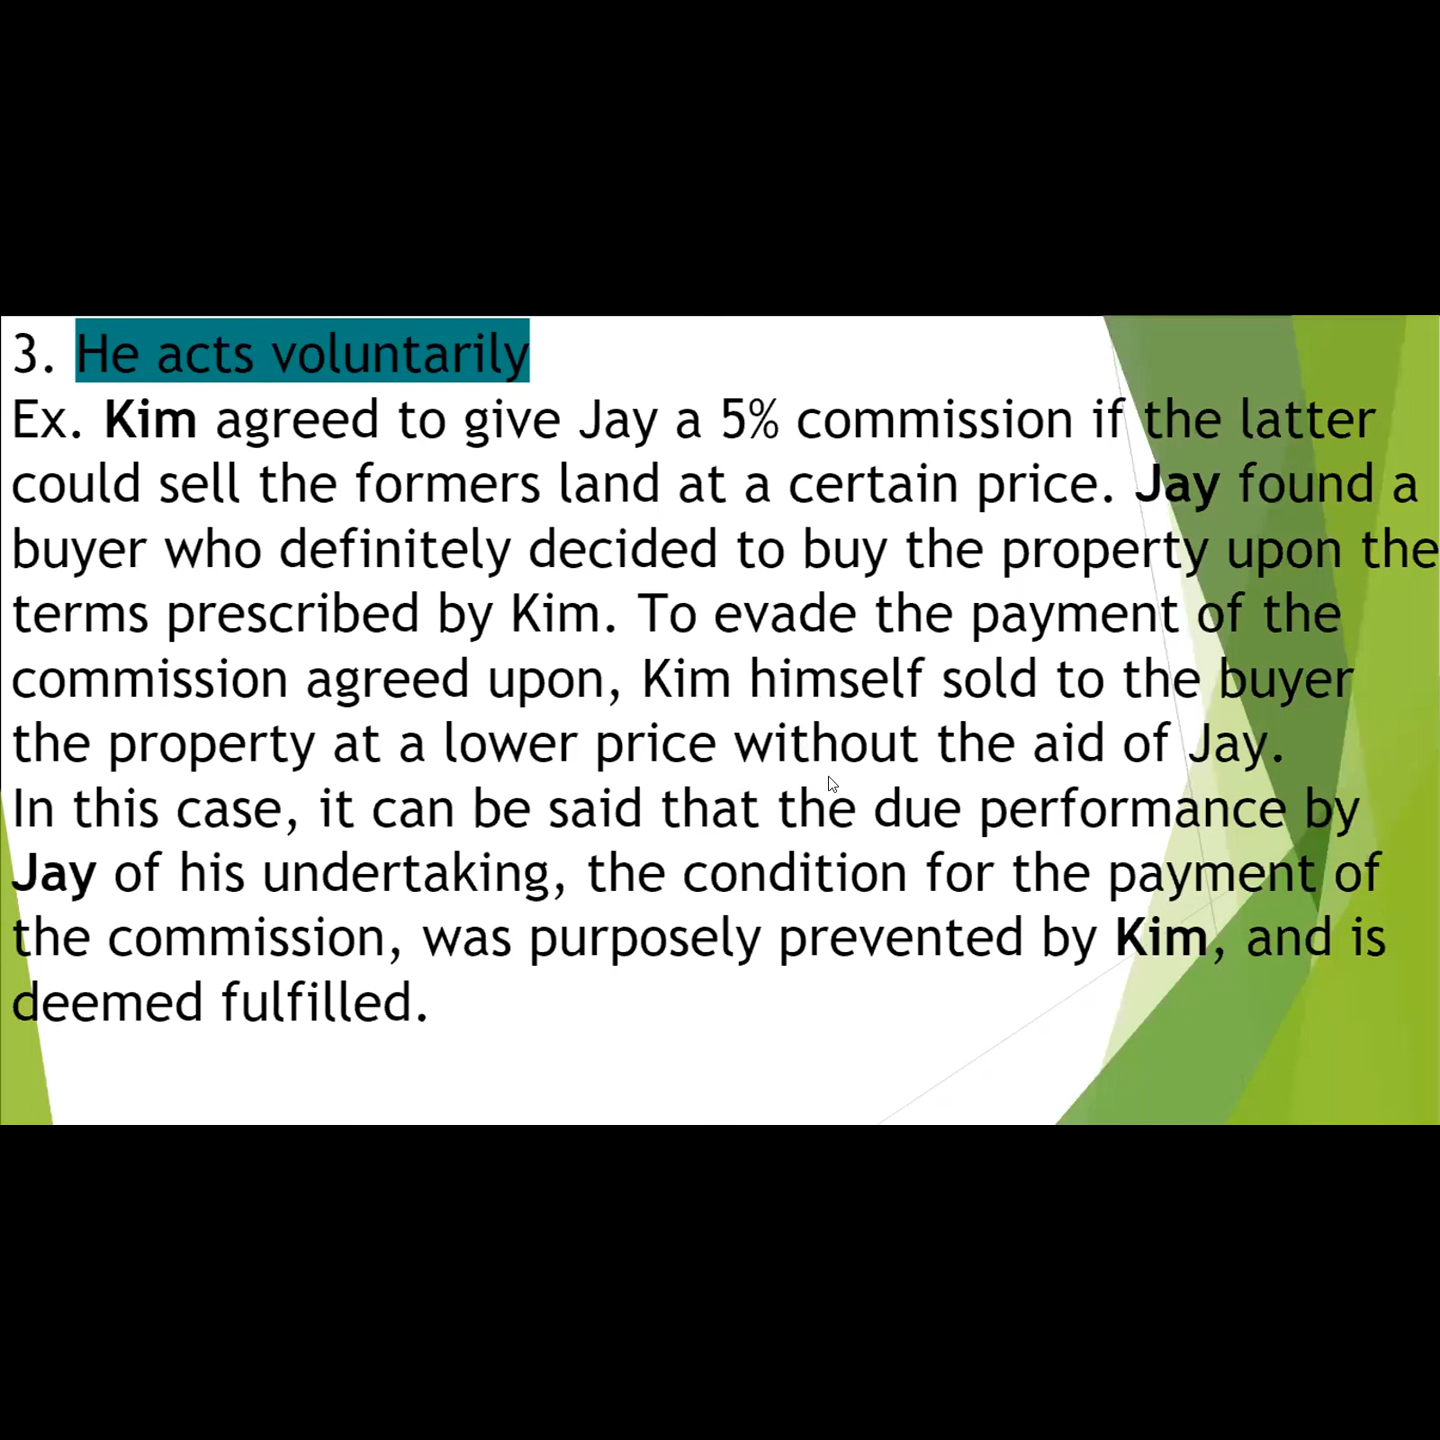 3. He acts voluntarily
Ex. Kim agreed to give Jay a 5% commission if the latter
could sell the formers land at a certain price. Jay found a
buyer who definitely decided to buy the property upon the
terms prescribed by Kim. To evade the payment of the
commission agreed upon, Kim himself sold to the buyer
the property at a lower price without the aid of Jay.
In this case, it can be said that the due performance by
Jay of his undertaking, the condition for the payment of
the commission, was purposely prevented by Kim, and is
deemed fulfilled.